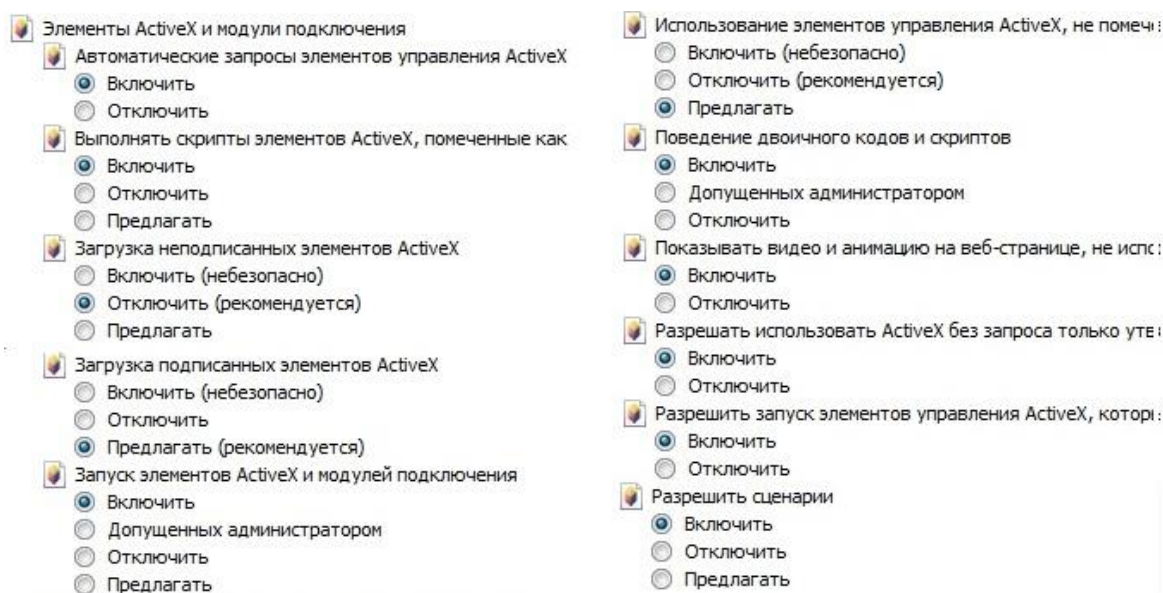 Элементы ActiveX и модули подключения
Автоматические запросы элементов управления ActiveX
Включить
Отключить
Выполнять скрипты элементов ActiveX, помеченные как
Включить
Отключить
Предлагать
Загрузка неподписанных элементов ActiveX
Включить (небезопасно)
Отключить (рекомендуется)
Предлагать
Загрузка подписанных элементов ActiveX
Включить (небезопасно)
Отключить
Предлагать (рекомендуется)
Запуск элементов ActiveX и модулей подключения
Включить
Допущенных администратором
Отключить
Предлагать
Использование элементов управления ActiveX, не
Включить (небезопасно)
Отключить (рекомендуется)
Предлагать
Поведение двоичного кодов и скриптов
Включить
Допущенных администратором
Отключить
Показывать видео и анимацию на веб-странице, не
Включить
Отключить
Разрешать использовать ActiveX без запроса только
Включить
Отключить
Разрешить запуск элементов управления ActiveX,
Включить
Отключить
Разрешить сценарии
Включить
Отключить
Предлагать